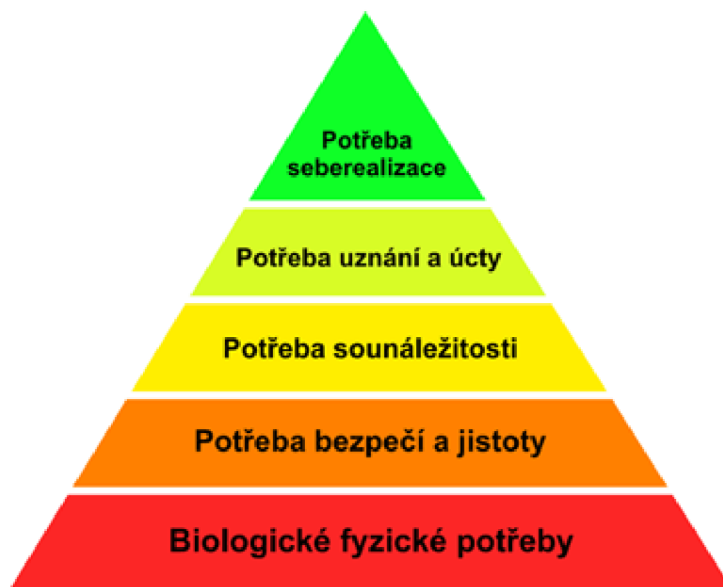 Potřeba
seberealizace
Potřeba uznání a úcty
Potřeba sounáležitosti
Potřeba bezpečí a jistoty
Biologické fyzické potřeby